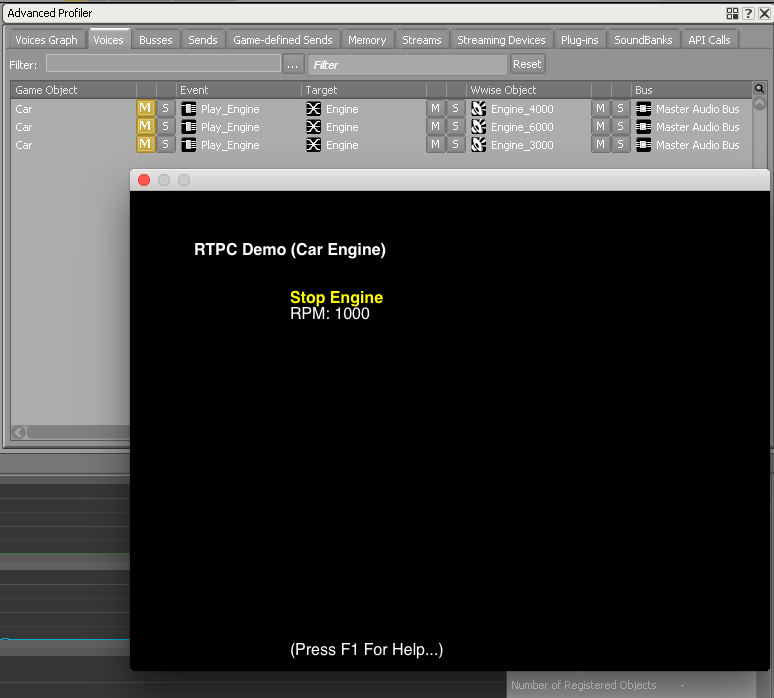 Advanced Profiler
Voices Graph Voices Busses Sends Game-defined Sends Memory Streams Streaming Devices Plug-ins SoundBanks API Calls
Filter: ... Filter Reset
Game Object Event Target Wwise Object Bus
Car M S Play_Engine Engine M S Engine_4000 M S Master Audio Bus
Car M S Play_Engine Engine M S Engine_6000 M S Master Audio Bus
Car M S Play_Engine Engine M S Engine_3000 M S Master Audio Bus
RTPC Demo (Car Engine)
Stop Engine
RPM: 1000
(Press F1 For Help...)
Number of Registered Objects -